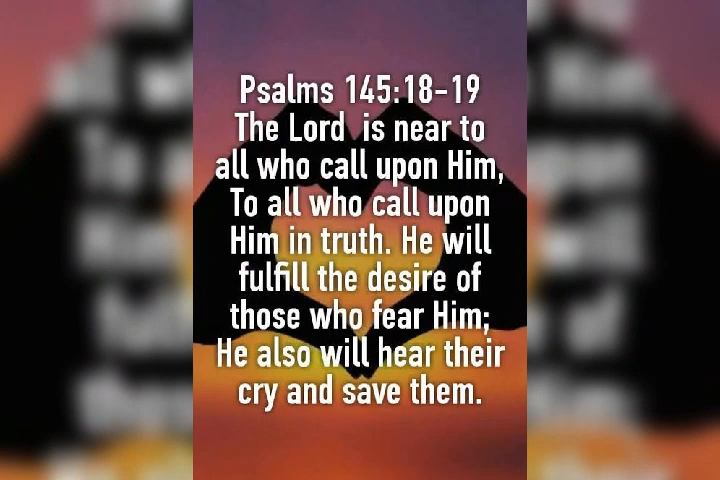 Psalms 145:18-19
The Lord is near to
all who call upon Him,
To all who call upon
Him in truth. He will
fulfill the desire of
those who fear Him;
He also will hear their
cry and save them.